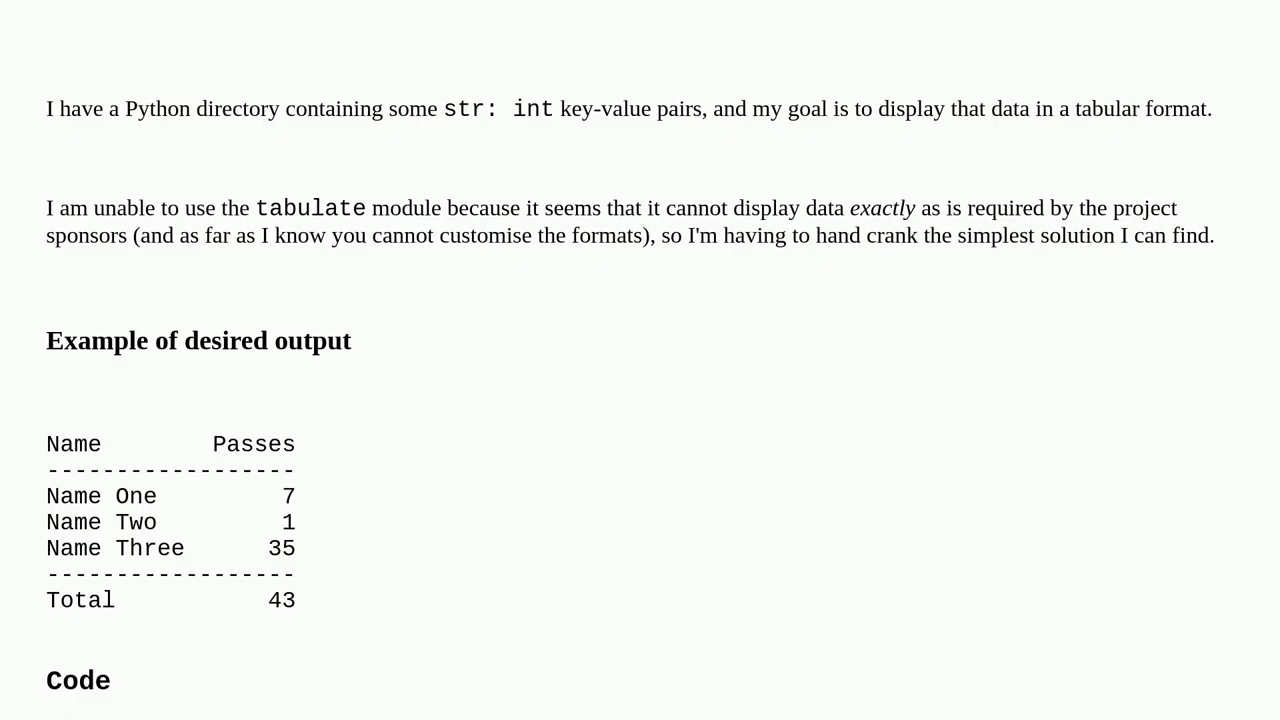 I have a Python directory containing some str: int key-value pairs, and my goal is to display that data in a tabular format.
I am unable to use the tabulate module because it seems that it cannot display data exactly as is required by the project
sponsors (and as far as I know you cannot customise the formats), so I'm having to hand crank the simplest solution I can find.
Example of desired output
Name        Passes
------------------
Name One         7
Name Two         1
Name Three      35
------------------
Total           43
Code